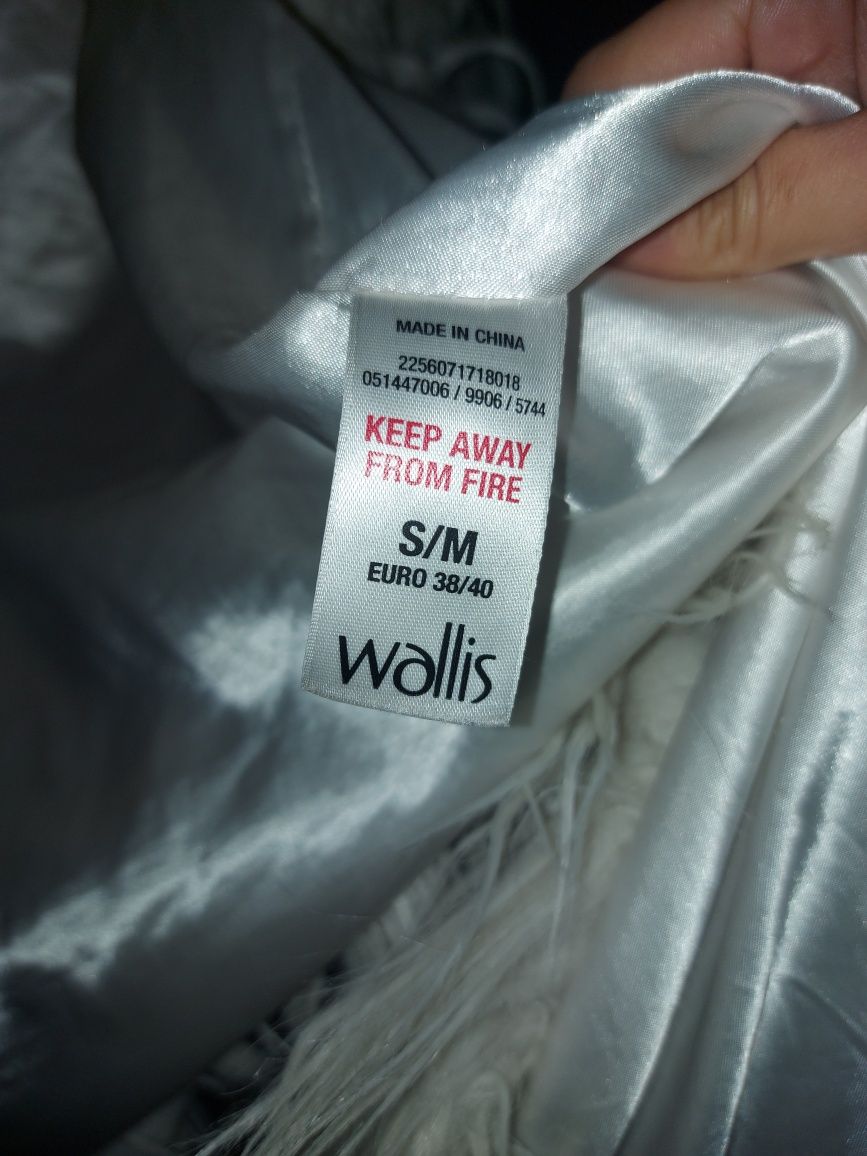 MADE IN CHINA
2256071718018
051447006 / 9906 / 5744
KEEP AWAY
FROM FIRE
S/M
EURO 38/40
wallis